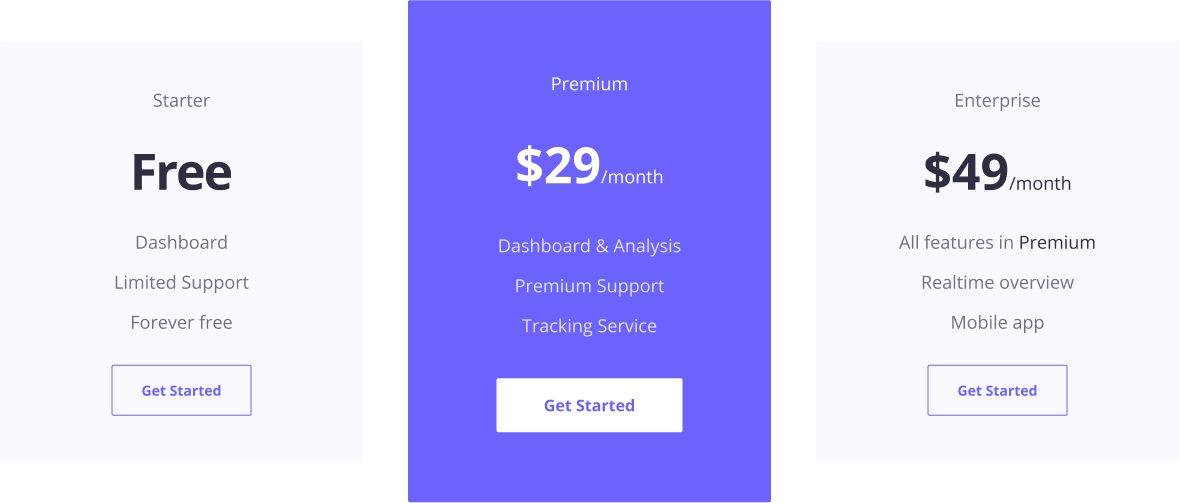 Starter
Free
Dashboard
Limited Support
Forever free
Get Started
Premium
$29/month
Dashboard & Analysis
Premium Support
Tracking Service
Get Started
Enterprise
$49/month
All features in Premium
Realtime overview
Mobile app
Get Started